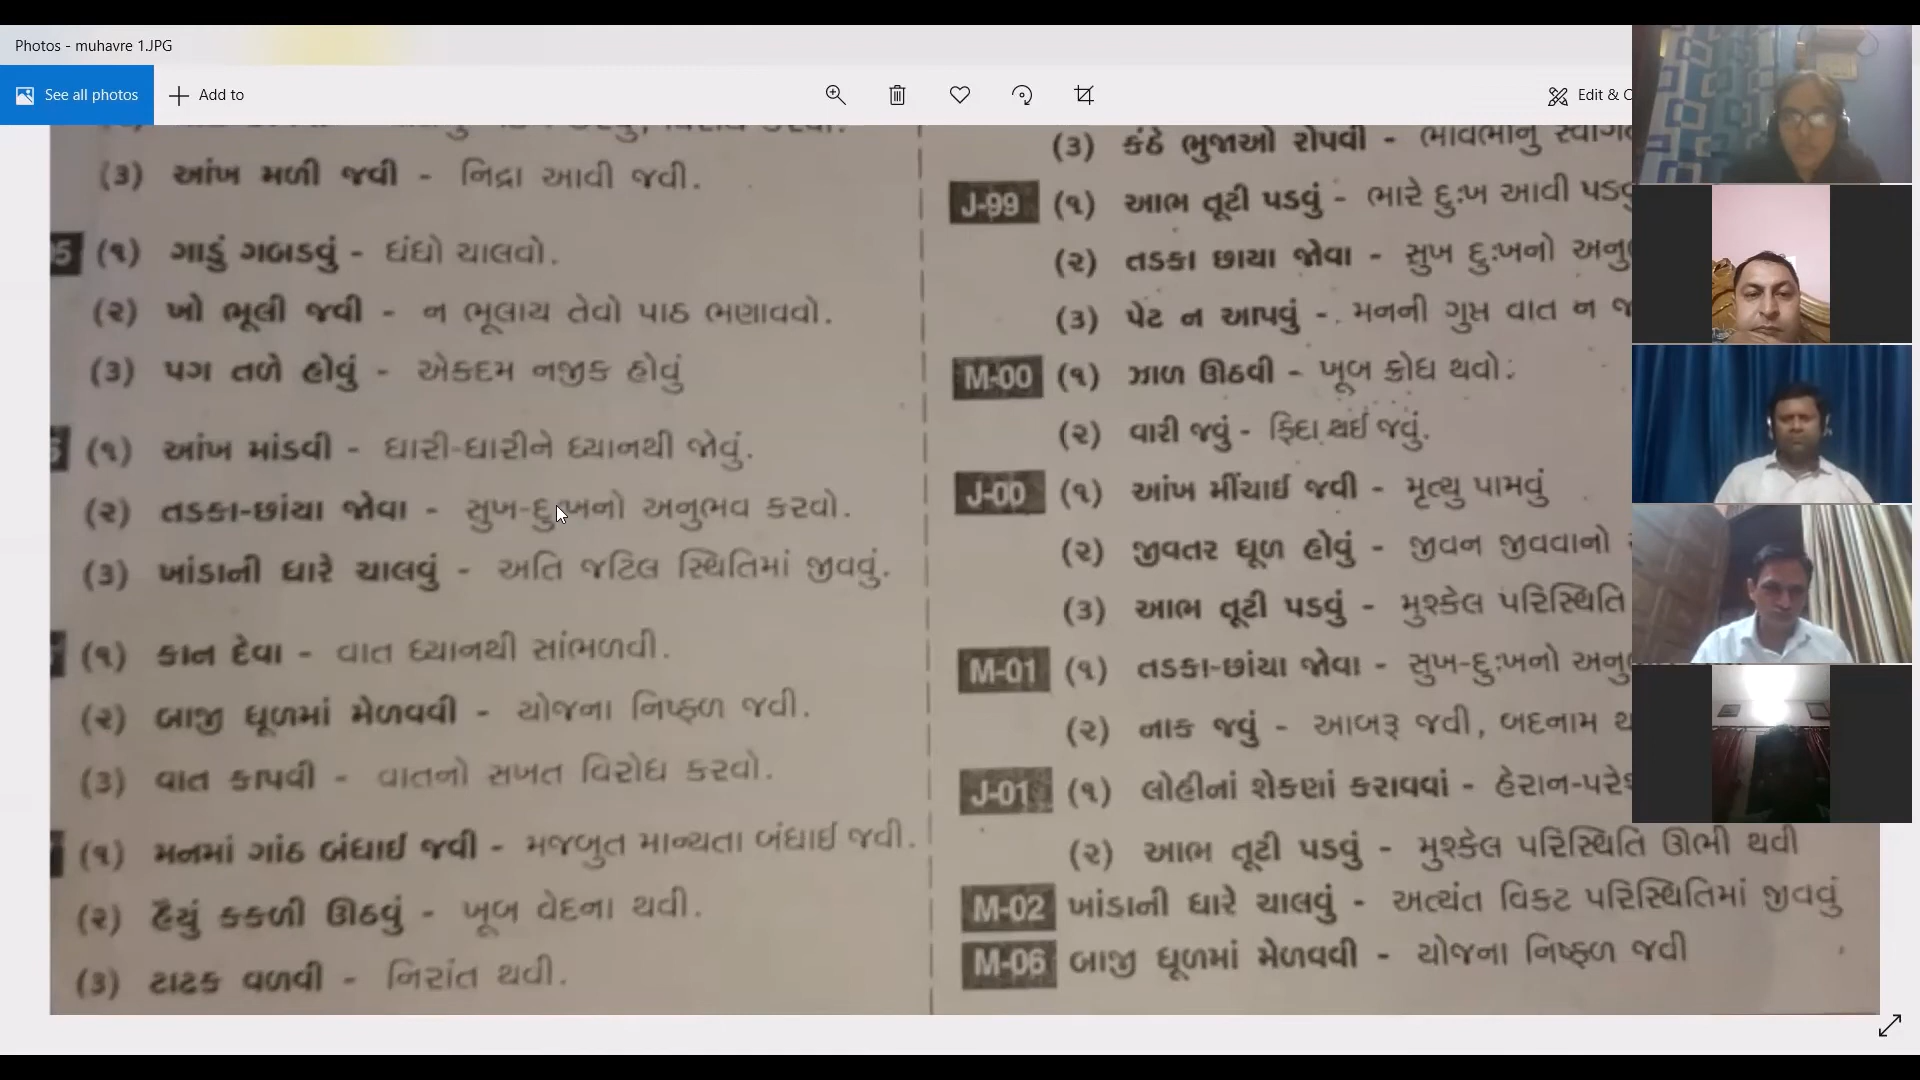 Photos - muhavre 1.JPG
See all photos
Add to
Edit & C
(૩) આંખ મળી જવી - નિદ્રા આવી જવી.
(૧) ગાડું ગબડવું - ધંધો ચાલવો.
(૨) ખો ભૂલી જવી - ન ભૂલાય તેવો પાઠ ભણાવવો.
(૩) પગ તળે હોવું - એકદમ નજીક હોવું
(૧) આંખ માંડવી - ધારી-ધારીને ધ્યાનથી જોવું.
(૨) તડકા-છાંયા જોવા - સુખ-દુ:ખનો અનુભવ કરવો.
(૩) ખાંડાની ધારે ચાલવું - અતિ જટિલ સ્થિતિમાં જીવવું.
(૧) કાન દેવા - વાત ધ્યાનથી સાંભળવી.
(૨) બાજી ધૂળમાં મેળવવી - યોજના નિષ્ફળ જવી.
(૩) વાત કાપવી - વાતનો સખત વિરોધ કરવો.
(૧) મનમાં ગાંઠ બંધાઈ જવી - મજબુત માન્યતા બંધાઈ જવી.
(૨) હૈયું કકળી ઊઠવું - ખૂબ વેદના થવી.
(૩) ટાઢક વળવી - નિરાંત થવી.
(૩) કંઠે ભુજાઓ રોપવી - ભાવભીનું
J-99 (૧) આભ તૂટી પડવું - ભારે દુ:ખ આવી
(૨) તડકા છાયા જોવા - સુખ દુ:ખનો
(૩) પેટ ન આપવું - મનની ગુપ્ત વાત ન
M-00 (૧) ઝાળ ઊઠવી - ખૂબ ક્રોધ થવો.
(૨) વારી જવું - ફિદા થઈ જવું.
J-00 (૧) આંખ મીંચાઈ જવી - મૃત્યુ પામવું
(૨) જીવતર ધૂળ હોવું - જીવન જીવવાનો
(૩) આભ તૂટી પડવું - મુશ્કેલ પરિસ્થિતિ
M-01 (૧) તડકા-છાંયા જોવા - સુખ-દુ:ખનો
(૨) નાક જવું - આબરૂ જવી, બદનામ
J-01 (૧) લોહીનાં શેકણાં કરાવવાં - હેરાન-
(૨) આભ તૂટી પડવું - મુશ્કેલ પરિસ્થિતિ ઊભી થવી
M-02 ખાંડાની ધારે ચાલવું - અત્યંત વિકટ પરિસ્થિતિમાં જીવવું
M-06 બાજી ધૂળમાં મેળવવી - યોજના નિષ્ફળ જવી